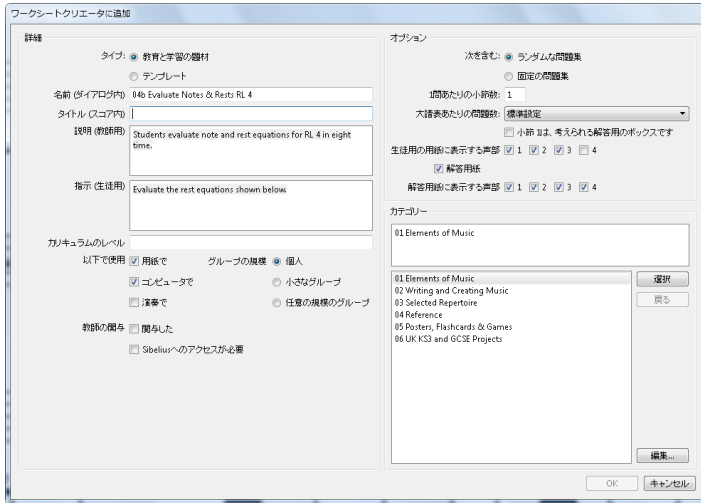 ワークシートクリエータに追加
詳細
タイプ: 教育と学習の題材
テンプレート
名前 (ダイアログ内) 04b Evaluate Notes & Rests RL 4
タイトル (スコア内)
説明 (教師用) Students evaluate note and rest equations for RL 4 in eight
time.
指示 (生徒用) Evaluate the rest equations shown below.
カリキュラムのレベル
以下で使用 用紙で グループの規模 個人
コンピュータで 小さなグループ
演奏で 任意の規模のグループ
教師の関与 関与した
Sibeliusへのアクセスが必要
オプション
次を含む: ランダムな問題集
固定の問題集
1問あたりの小節数: 1
大譜表あたりの問題数: 標準設定
小節 1は、考えられる解答用のボックスです
生徒用の用紙に表示する声部 1 2 3 4
解答用紙
解答用紙に表示する声部 1 2 3 4
カテゴリー
01 Elements of Music
01 Elements of Music
02 Writing and Creating Music
03 Selected Repertoire
04 Reference
05 Posters, Flashcards & Games
06 UK KS3 and GCSE Projects
選択
戻る
編集...
OK キャンセル